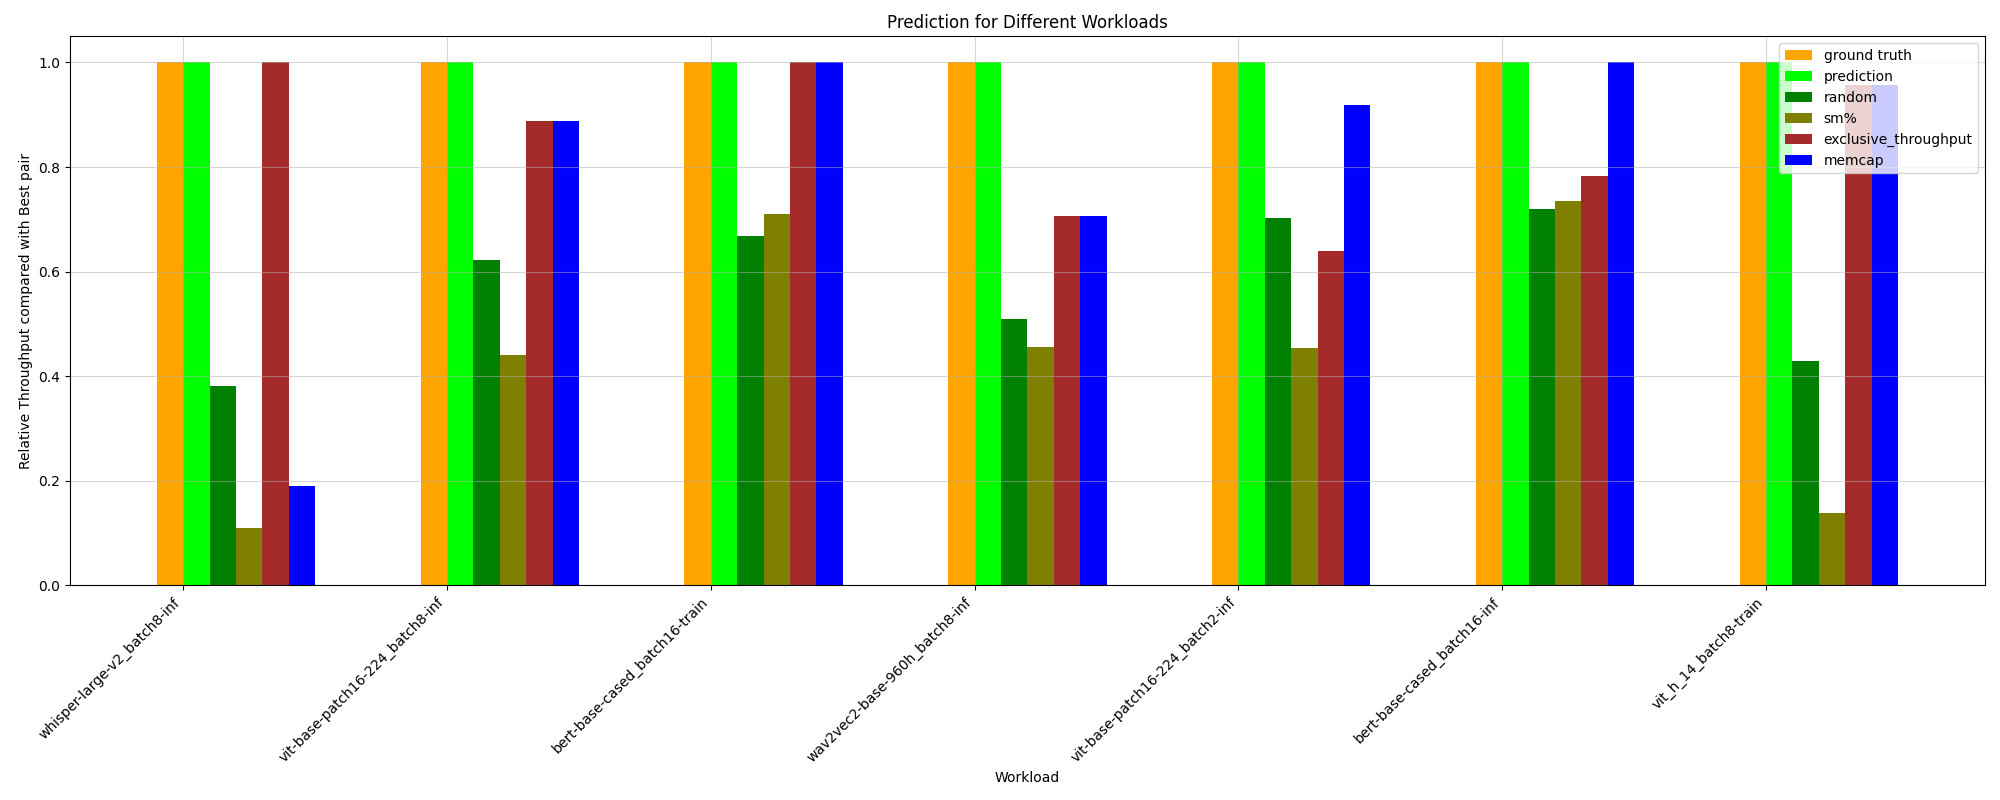 Prediction for Different Workloads
Relative Throughput compared with Best pair
1.0
0.8
0.6
0.4
0.2
0.0
ground truth
prediction
random
sm%
exclusive_throughput
memcap
whisper-large-v2_batch8-inf
vit-base-patch16-224_batch8-inf
bert-base-cased_batch16-train
wav2vec2-base-960h_batch8-inf
vit-base-patch16-224_batch2-inf
bert-base-cased_batch16-inf
vit_h_14_batch8-train
Workload